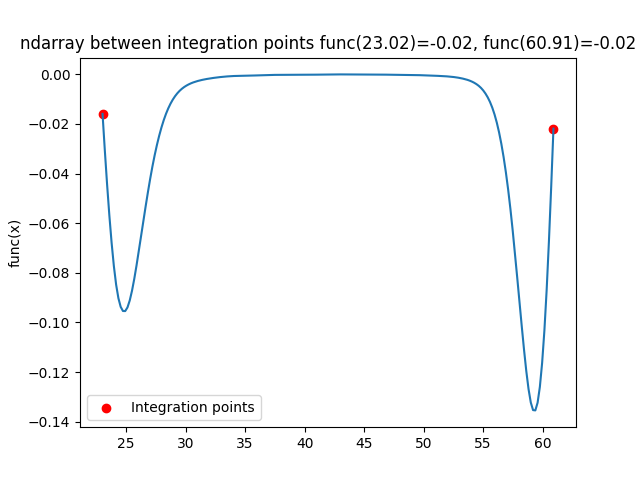 ndarray between integration points func(23.02)=-0.02, func(60.91)=-0.02
0.00
−0.02
−0.04
−0.06
−0.08
−0.10
−0.12
−0.14
func(x)
Integration points
25 30 35 40 45 50 55 60